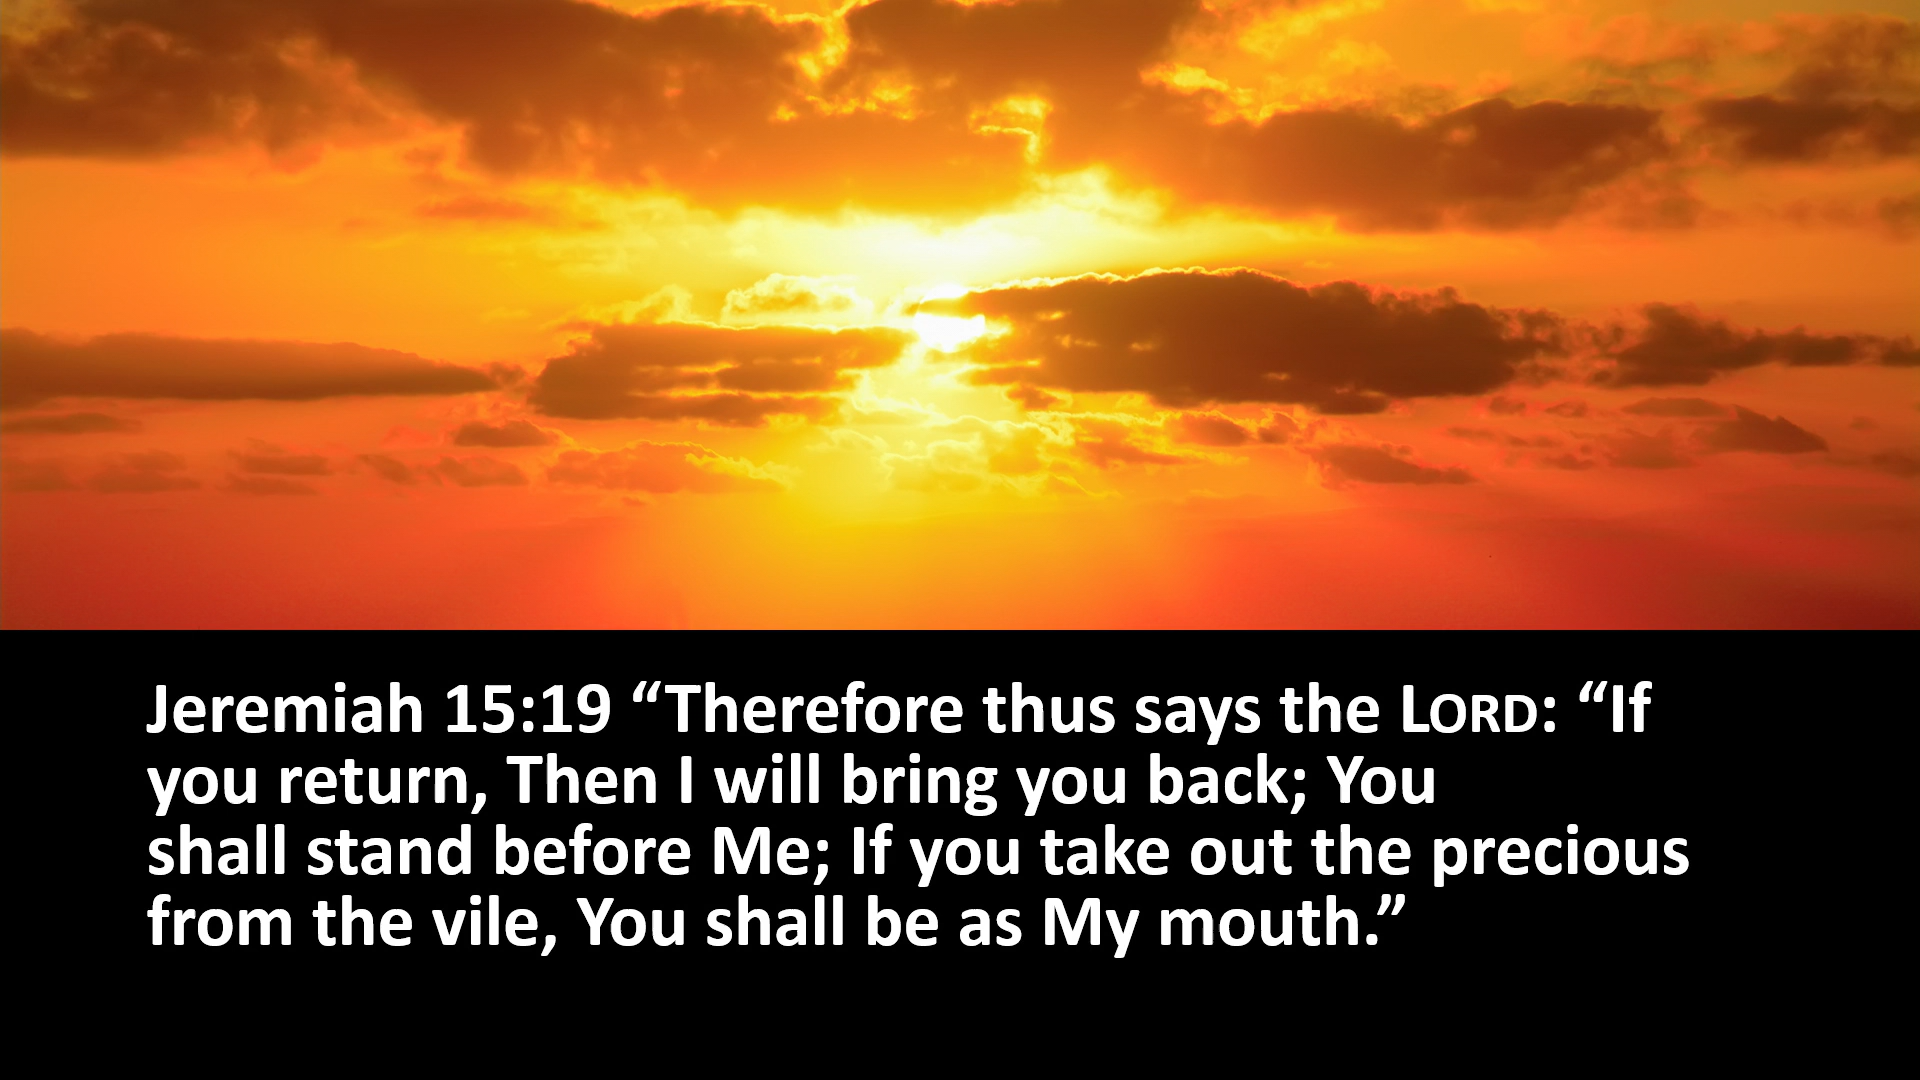 Jeremiah 15:19 “Therefore thus says the LORD: “If
you return, Then I will bring you back; You
shall stand before Me; If you take out the precious
from the vile, You shall be as My mouth.”